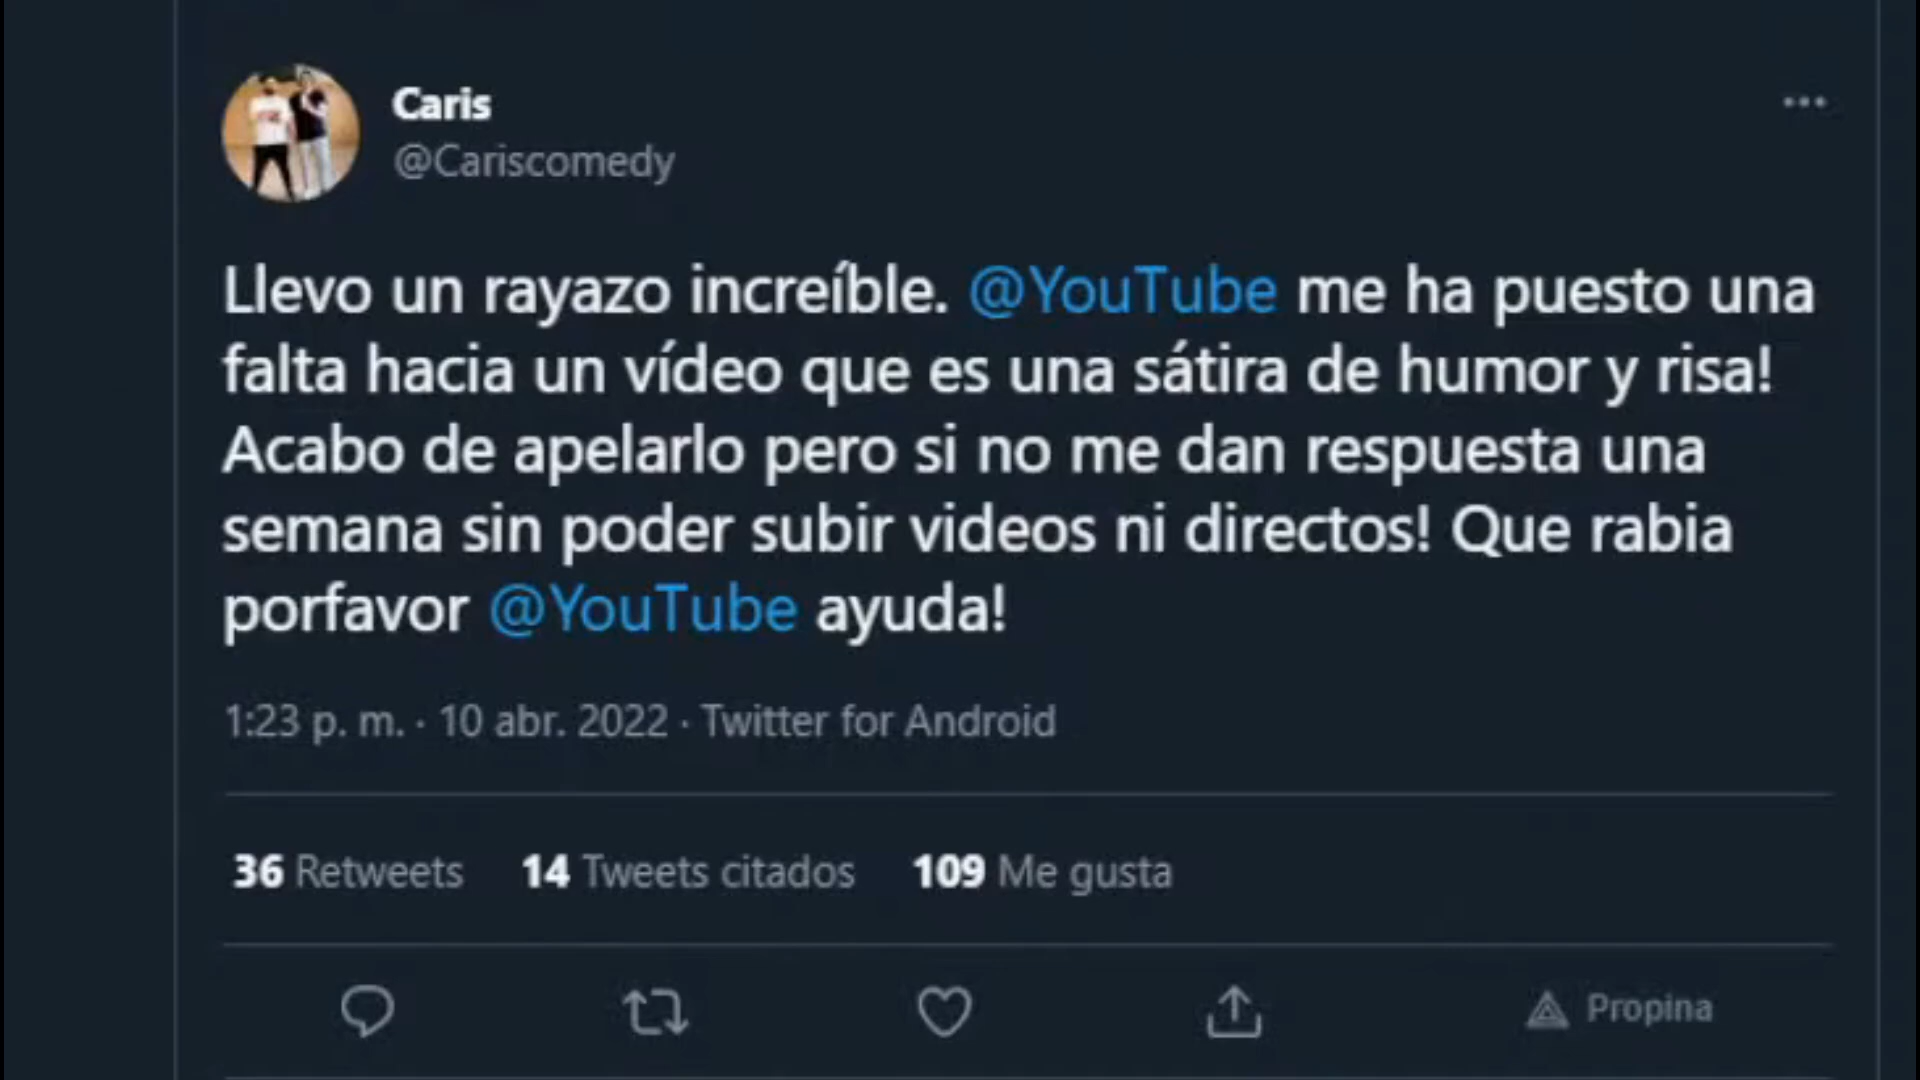 Caris
@Cariscomedy
Llevo un rayazo increíble. @YouTube me ha puesto una
falta hacia un vídeo que es una sátira de humor y risa!
Acabo de apelarlo pero si no me dan respuesta una
semana sin poder subir videos ni directos! Que rabia
porfavor @YouTube ayuda!
1:23 p. m. · 10 abr. 2022 · Twitter for Android
36 Retweets 14 Tweets citados 109 Me gusta
Propina